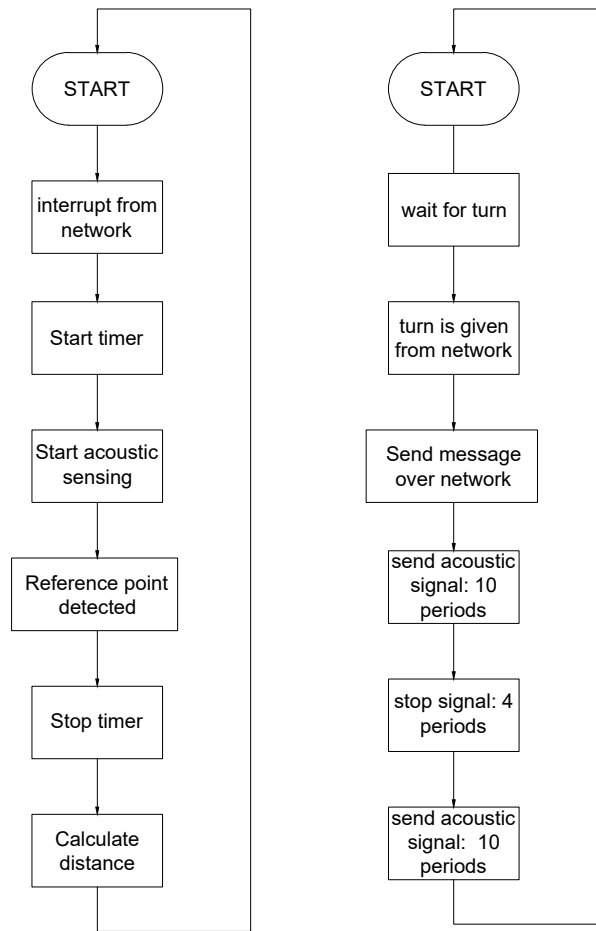 START
interrupt from
network
Start timer
Start acoustic
sensing
Reference point
detected
Stop timer
Calculate
distance
START
wait for turn
turn is given
from network
Send message
over network
send acoustic
signal: 10
periods
stop signal: 4
periods
send acoustic
signal:  10
periods